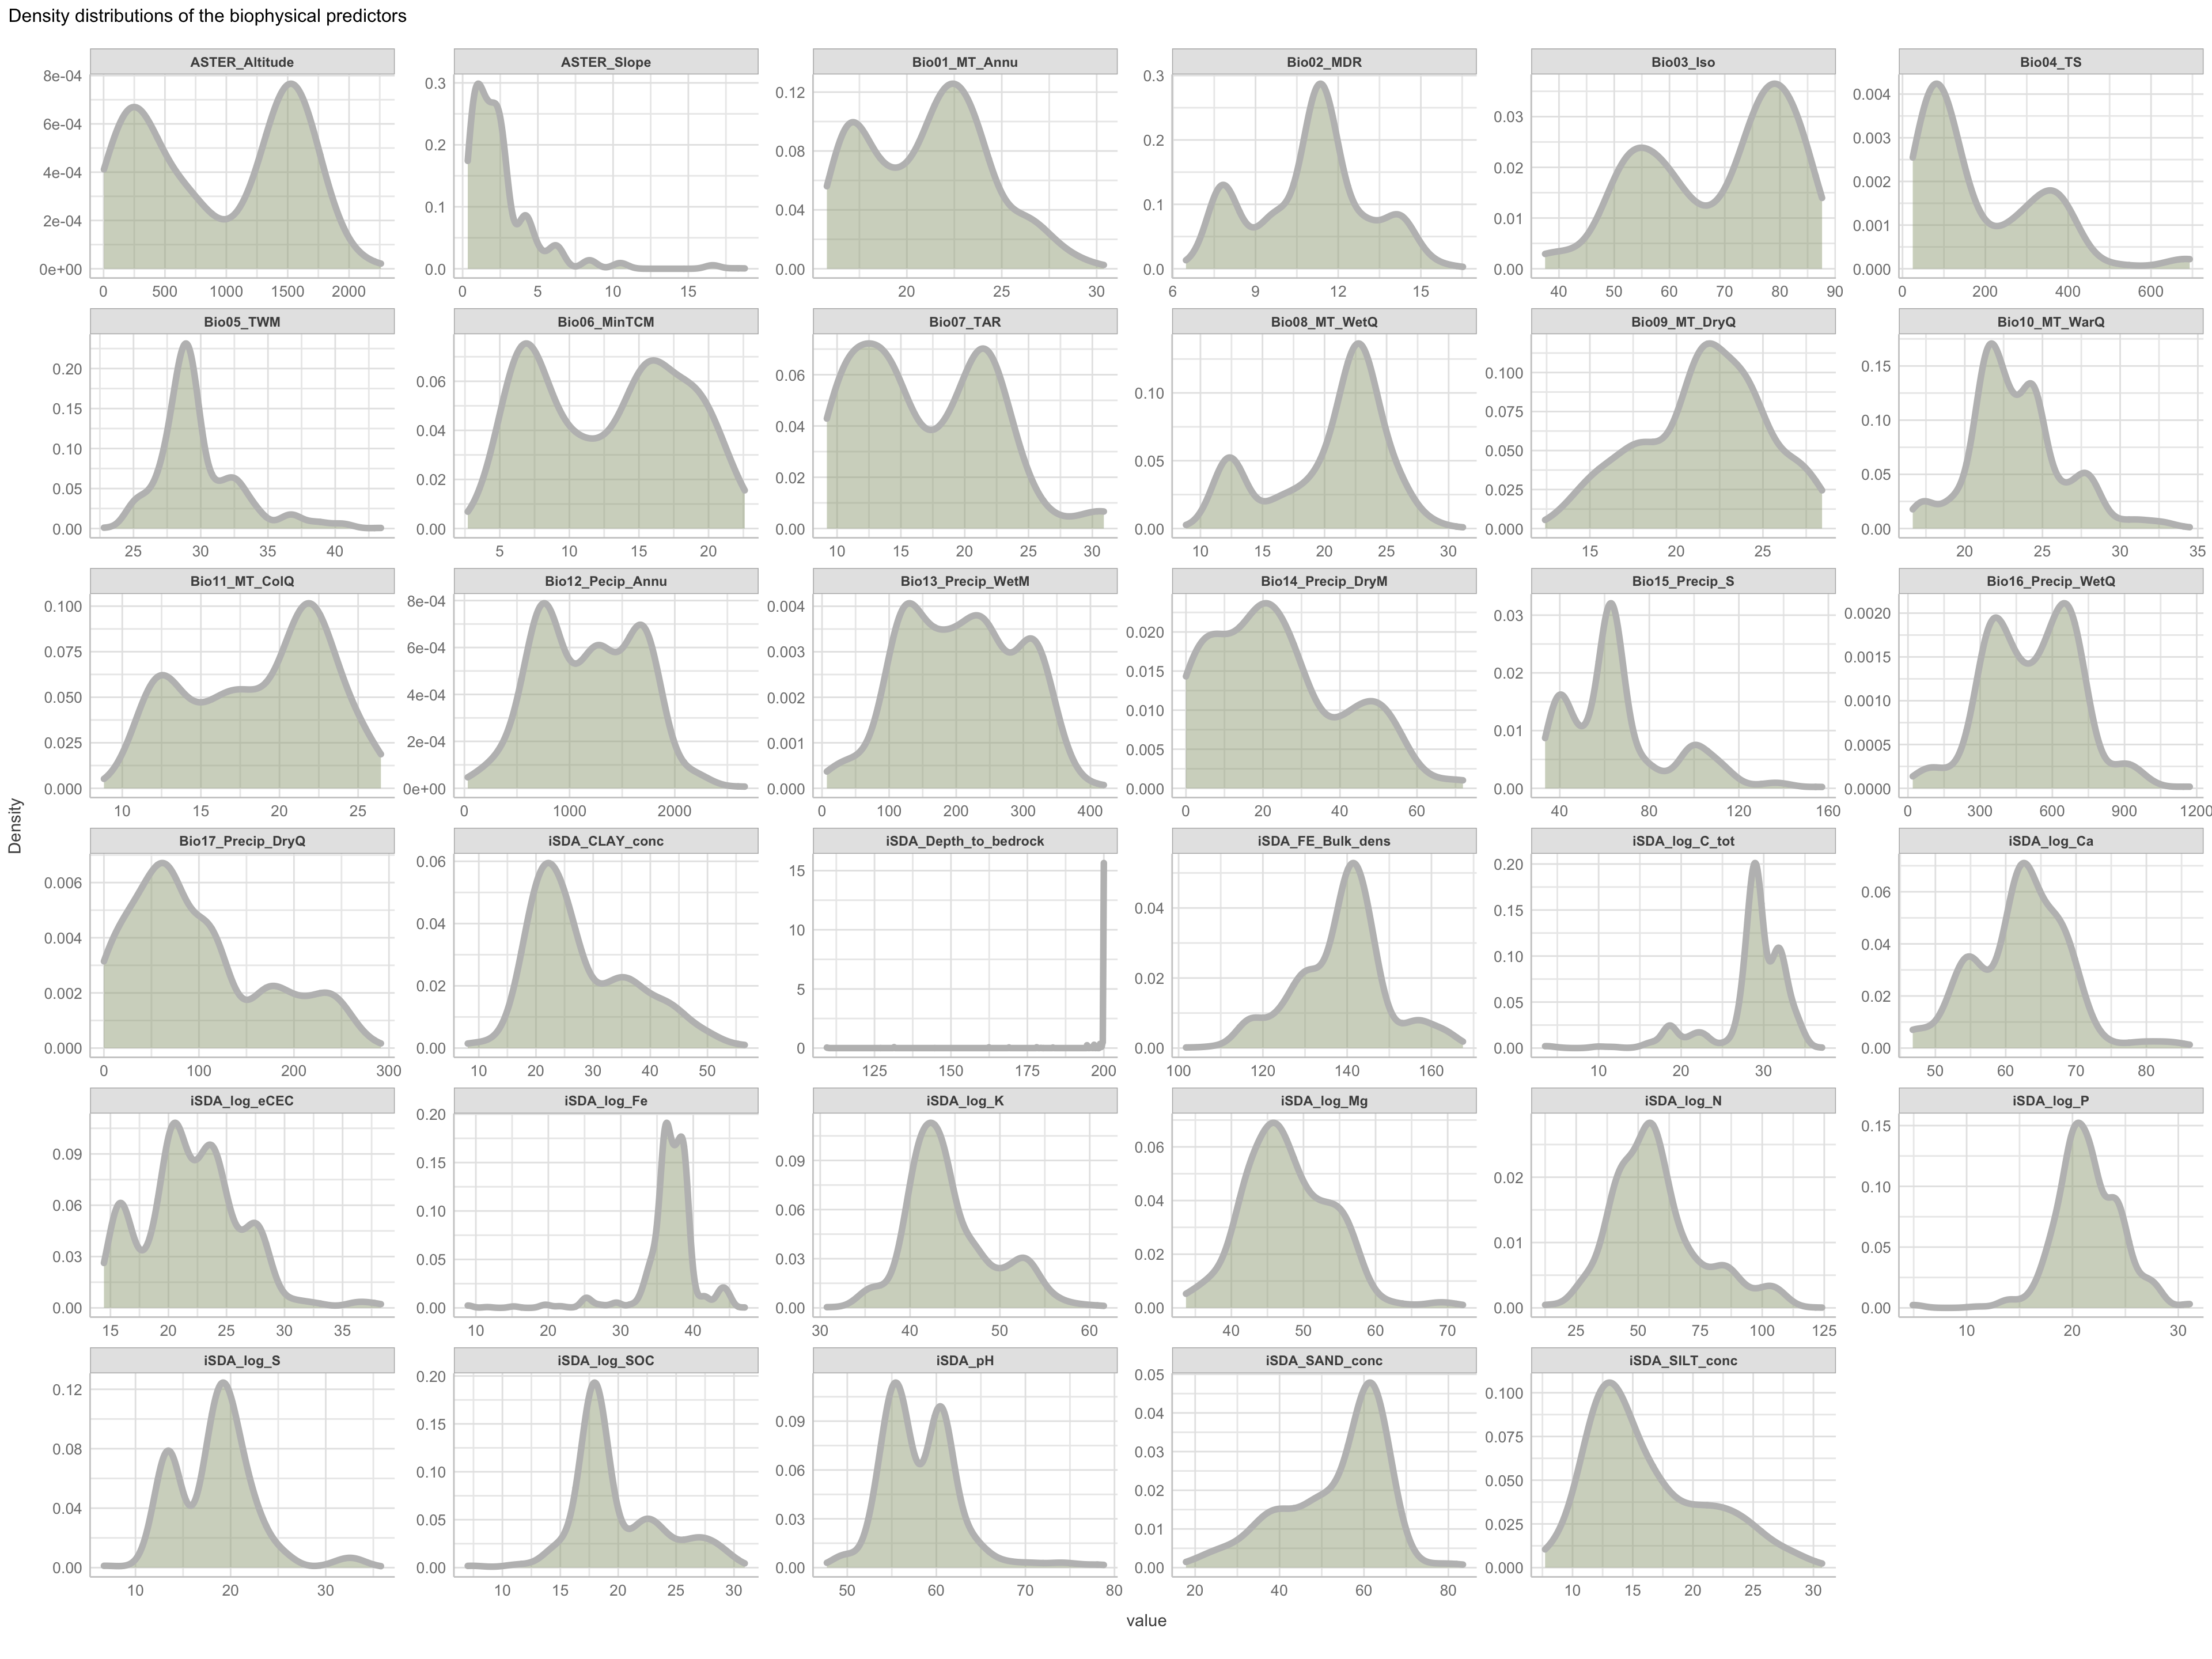 Density distributions of the biophysical predictors
ASTER_Altitude ASTER_Slope Bio01_MT_Annu Bio02_MDR Bio03_Iso Bio04_TS
8e-04 6e-04 4e-04 2e-04 0e+00
0 500 1000 1500 2000
0.3 0.2 0.1 0.0
0 5 10 15
0.12 0.08 0.04 0.00
20 25 30
0.3 0.2 0.1 0.0
6 9 12 15
0.03 0.02 0.01 0.00
40 50 60 70 80 90
0.004 0.003 0.002 0.001 0.000
0 200 400 600
Bio05_TWM Bio06_MinTCM Bio07_TAR Bio08_MT_WetQ Bio09_MT_DryQ Bio10_MT_WarQ
0.20 0.15 0.10 0.05 0.00
25 30 35 40
0.06 0.04 0.02 0.00
5 10 15 20
0.06 0.04 0.02 0.00
10 15 20 25 30
0.10 0.05 0.00
10 15 20 25 30
0.100 0.075 0.050 0.025 0.000
15 20 25
0.15 0.10 0.05 0.00
20 25 30 35
Bio11_MT_ColQ Bio12_Pecip_Annu Bio13_Precip_WetM Bio14_Precip_DryM Bio15_Precip_S Bio16_Precip_WetQ
0.100 0.075 0.050 0.025 0.000
10 15 20 25
8e-04 6e-04 4e-04 2e-04 0e+00
0 1000 2000
0.004 0.003 0.002 0.001 0.000
0 100 200 300 400
0.020 0.015 0.010 0.005 0.000
0 20 40 60
0.03 0.02 0.01 0.00
40 80 120 160
0.0020 0.0015 0.0010 0.0005 0.0000
0 300 600 900 1200
Density
Bio17_Precip_DryQ iSDA_CLAY_conc iSDA_Depth_to_bedrock iSDA_FE_Bulk_dens iSDA_log_C_tot iSDA_log_Ca
0.006 0.004 0.002 0.000
0 100 200 300
0.06 0.04 0.02 0.00
10 20 30 40 50
15 10 5 0
125 150 175 200
0.04 0.02 0.00
100 120 140 160
0.20 0.15 0.10 0.05 0.00
10 20 30
0.06 0.04 0.02 0.00
50 60 70 80
iSDA_log_eCEC iSDA_log_Fe iSDA_log_K iSDA_log_Mg iSDA_log_N iSDA_log_P
0.09 0.06 0.03 0.00
15 20 25 30 35
0.20 0.15 0.10 0.05 0.00
10 20 30 40
0.09 0.06 0.03 0.00
30 40 50 60
0.06 0.04 0.02 0.00
40 50 60 70
0.02 0.01 0.00
25 50 75 100 125
0.15 0.10 0.05 0.00
10 20 30
iSDA_log_S iSDA_log_SOC iSDA_pH iSDA_SAND_conc iSDA_SILT_conc
0.12 0.08 0.04 0.00
10 20 30
0.20 0.15 0.10 0.05 0.00
10 15 20 25 30
0.09 0.06 0.03 0.00
50 60 70 80
0.05 0.04 0.03 0.02 0.01 0.00
20 40 60 80
0.100 0.075 0.050 0.025 0.000
10 15 20 25 30
value